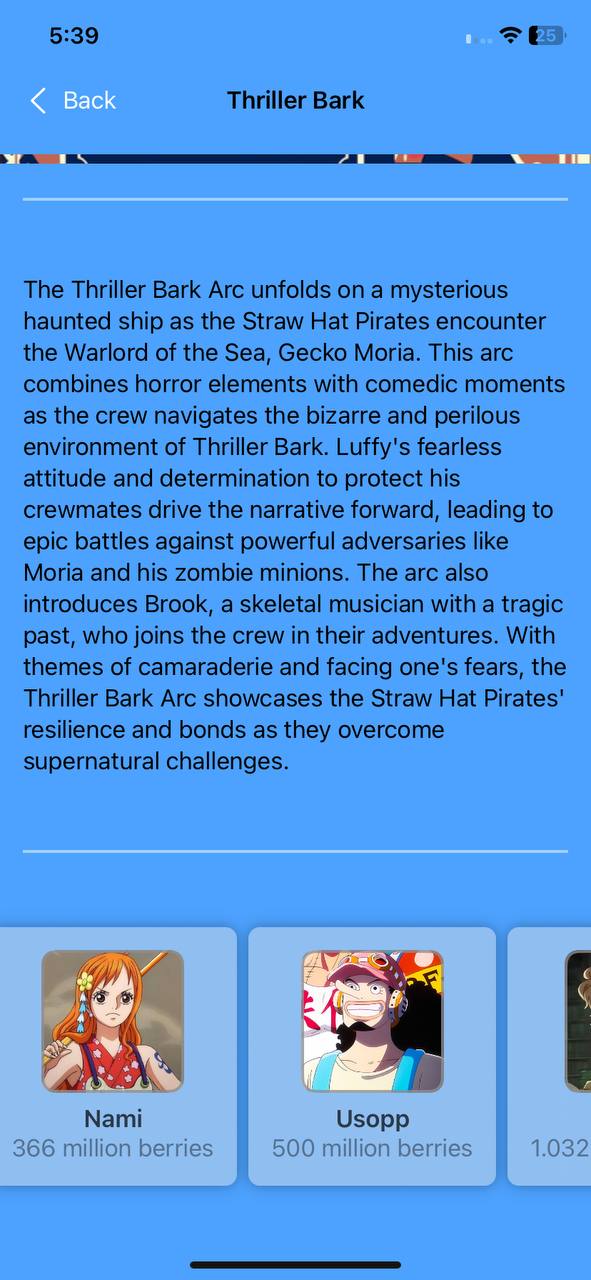 5:39
25
Back
Thriller Bark
The Thriller Bark Arc unfolds on a mysterious
haunted ship as the Straw Hat Pirates encounter
the Warlord of the Sea, Gecko Moria. This arc
combines horror elements with comedic moments
as the crew navigates the bizarre and perilous
environment of Thriller Bark. Luffy's fearless
attitude and determination to protect his
crewmates drive the narrative forward, leading to
epic battles against powerful adversaries like
Moria and his zombie minions. The arc also
introduces Brook, a skeletal musician with a tragic
past, who joins the crew in their adventures. With
themes of camaraderie and facing one's fears, the
Thriller Bark Arc showcases the Straw Hat Pirates'
resilience and bonds as they overcome
supernatural challenges.
Nami
Usopp
366 million berries
500 million berries
1.032